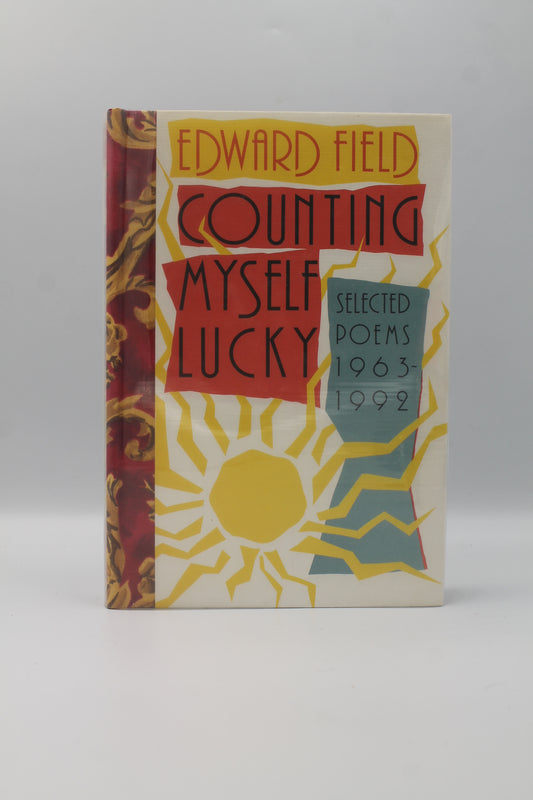 EDWARD FIELD
COUNTING
MYSELF
LUCKY
SELECTED
POEMS
1963-
1992